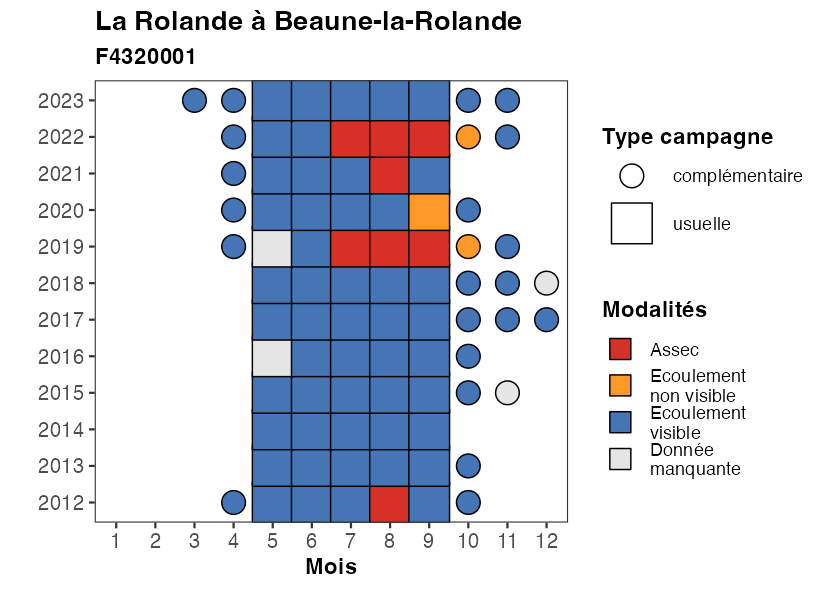 La Rolande à Beaune-la-Rolande
F4320001
2023
2022
2021
2020
2019
2018
2017
2016
2015
2014
2013
2012
1 2 3 4 5 6 7 8 9 10 11 12
Mois
Type campagne
complémentaire
usuelle
Modalités
Assec
Ecoulement
non visible
Ecoulement
visible
Donnée
manquante